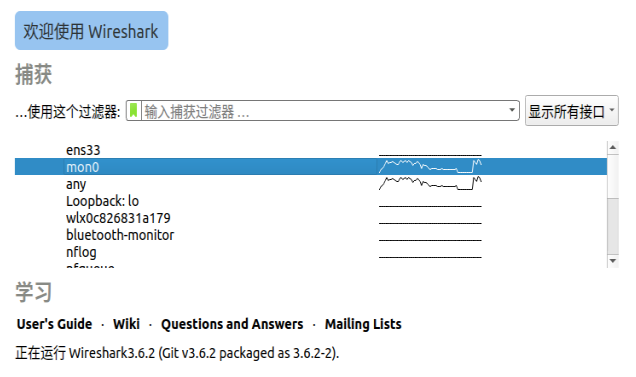 欢迎使用 Wireshark
捕获
…使用这个过滤器: 输入捕获过滤器 … 显示所有接口
ens33
mon0
any
Loopback: lo
wlx0c826831a179
bluetooth-monitor
nflog
nfqueue
学习
User's Guide · Wiki · Questions and Answers · Mailing Lists
正在运行 Wireshark3.6.2 (Git v3.6.2 packaged as 3.6.2-2).